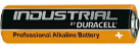 INDUSTRIAL
BY DURACELL
Professional Alkaline Battery